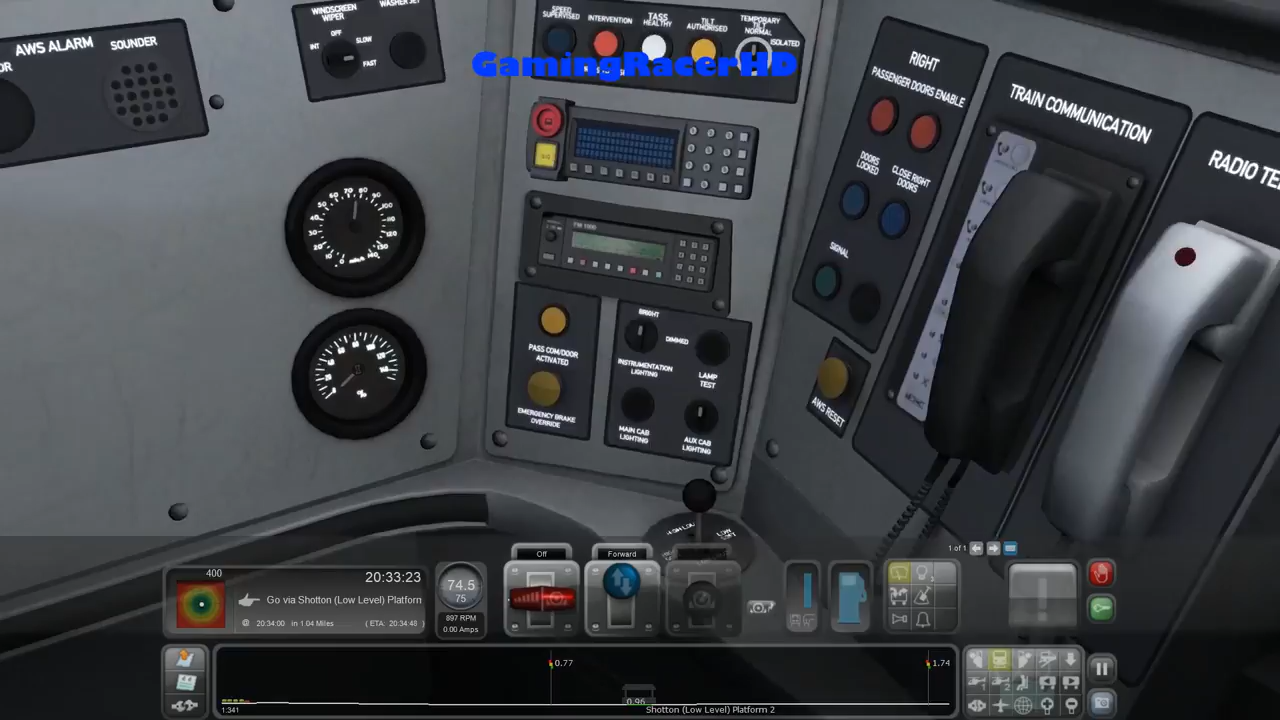 AWS ALARM
SOUNDER
WINDSCREEN
WIPER
OFF
INT
SLOW
FAST
WASHER JET
SPEED
SUPERVISED
INTERVENTION
TASS
HEALTHY
TILT
AUTHORISED
TEMPORARY
TILT
NORMAL
ISOLATED
GamingRacerHD
RIGHT
PASSENGER DOORS ENABLE
DOORS
LOCKED
CLOSE RIGHT
DOORS
SIGNAL
AWS RESET
TRAIN COMMUNICATION
RADIO TE
PASS COM/DOOR
ACTIVATED
EMERGENCY BRAKE
OVERRIDE
BRIGHT
DIMMED
INSTRUMENTATION
LIGHTING
LAMP
TEST
MAIN CAB
LIGHTING
AUX CAB
LIGHTING
400
20:33:23
Go via Shotton (Low Level) Platform
20:34:00 in 1.04 Miles
( ETA: 20:34:48 )
74.5
75
897 RPM
0.00 Amps
Off
Forward
1 of 1
0.77
1.74
0.96
1:341
Shotton (Low Level) Platform 2